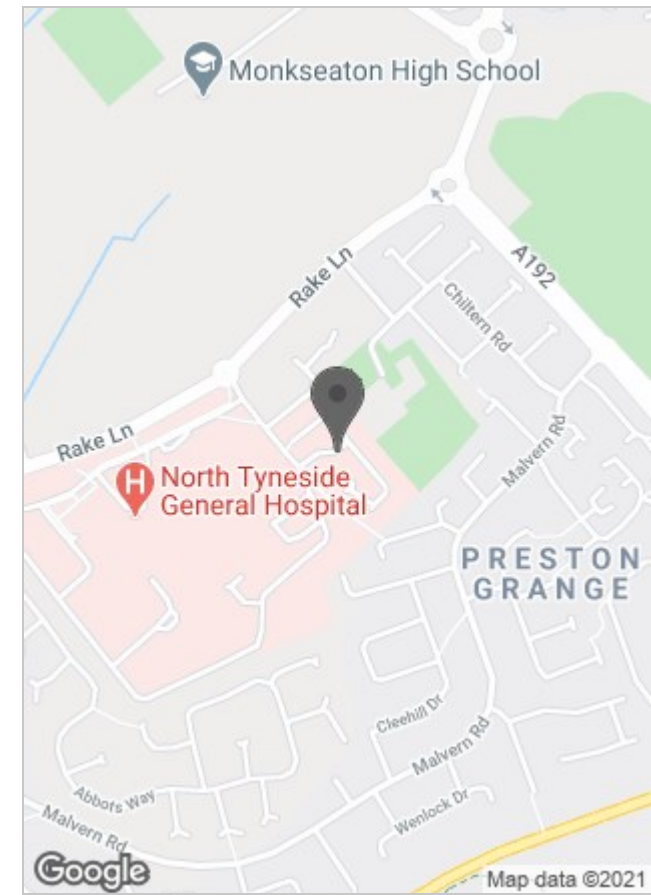 Monkseaton High School
Rake Ln
A192
Chiltern Rd
Rake Ln
Malvern Rd
H
North Tyneside
General Hospital
PRESTON
GRANGE
Cleehill Dr
Malvern Rd
Abbots Way
Wenlock Dr
Malvern Rd
Google
Map data ©2021